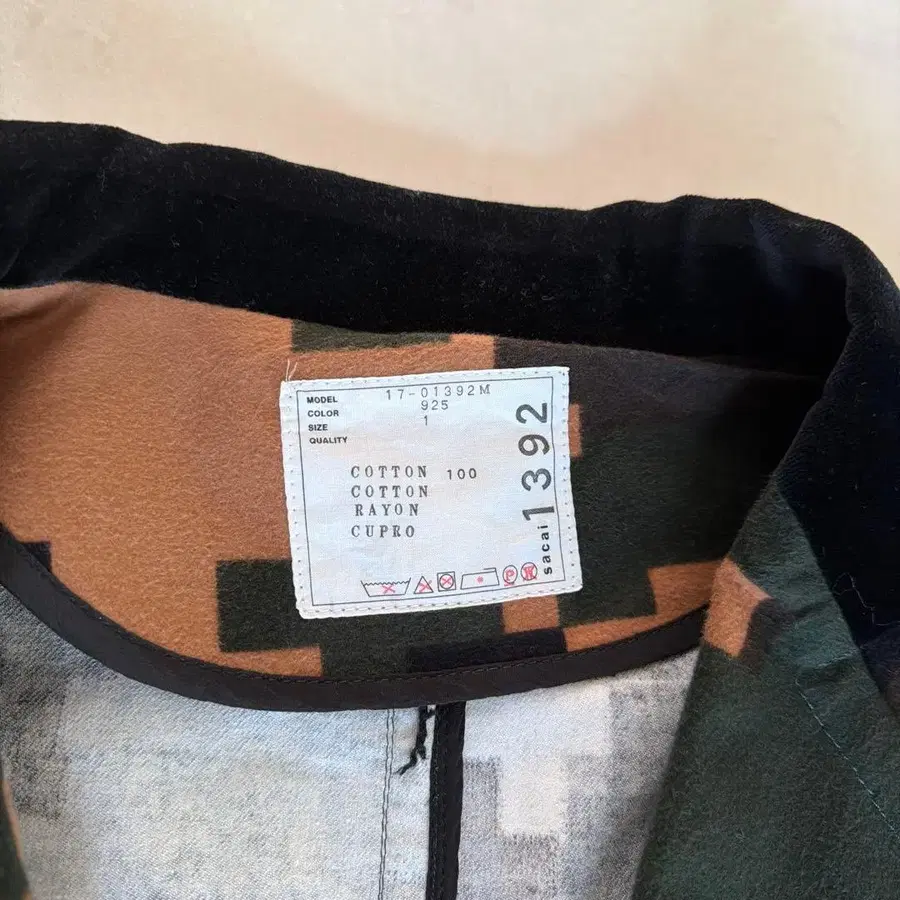 MODEL 17-01392M
COLOR 925
SIZE 1
QUALITY
COTTON 100
COTTON
RAYON
CUPRO
sacai 1392
P